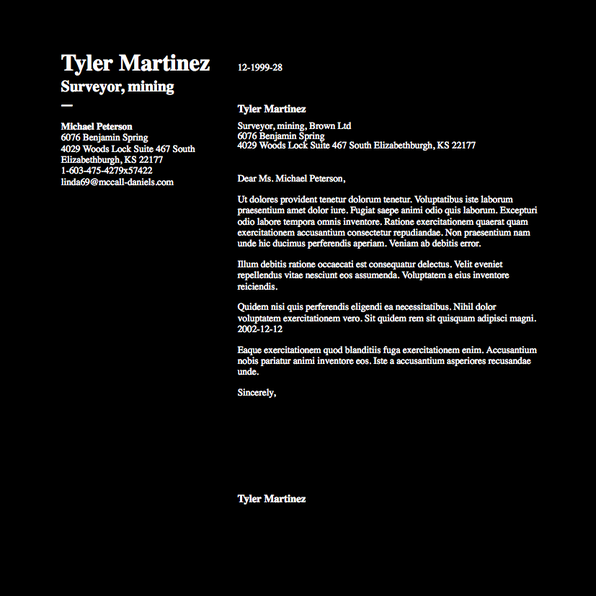 Tyler Martinez
Surveyor, mining
Michael Peterson
6076 Benjamin Spring
4029 Woods Lock Suite 467 South
Elizabethburgh, KS 22177
1-603-475-4279x57422
linda69@mccall-daniels.com
12-1999-28
Tyler Martinez
Surveyor, mining, Brown Ltd
6076 Benjamin Spring
4029 Woods Lock Suite 467 South Elizabethburgh, KS 22177
Dear Ms. Michael Peterson,
Ut dolores provident tenetur dolorum tenetur. Voluptatibus iste laborum
praesentium amet dolor iure. Fugiat saepe animi odio quis laborum. Excepturi
odio labore tempora omnis inventore. Ratione exercitationem quaerat quam
exercitationem accusantium consectetur repudiandae. Non praesentium nam
unde hic ducimus perferendis aperiam. Veniam ab debitis error.
Illum debitis ratione occaecati est consequatur delectus. Velit eveniet
repellendus vitae nesciunt eos assumenda. Voluptatem a eius inventore
reiciendis.
Quidem nisi quis perferendis eligendi ea necessitatibus. Nihil dolor
voluptatem exercitationem vero. Sit quidem rem sit quisquam adipisci magni.
2002-12-12
Eaque exercitationem quod blanditiis fuga exercitationem enim. Accusantium
nobis pariatur animi inventore eos. Iste a accusantium asperiores recusandae
unde.
Sincerely,
Tyler Martinez